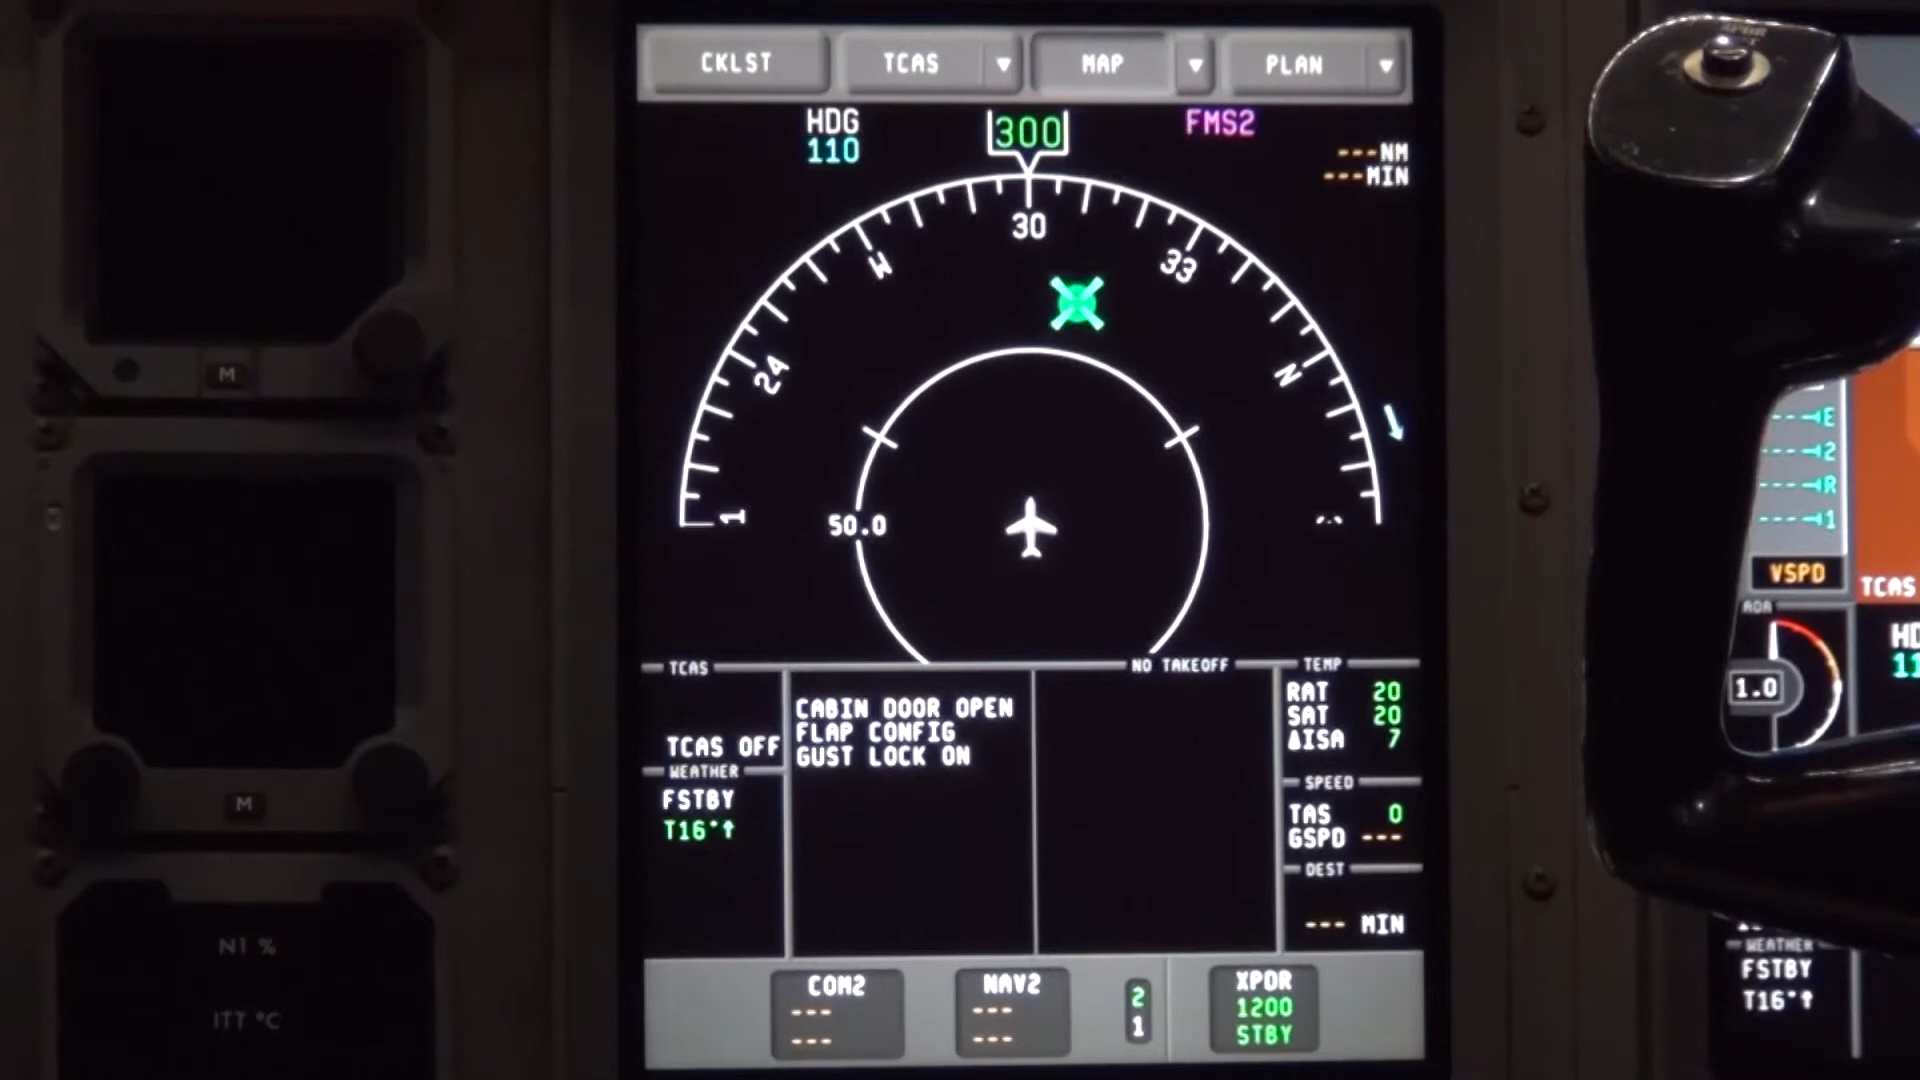 CKLST TCAS MAP PLAN
HDG
110
300
FMS2
---NM
---MIN
30
W 33
24 N
50.0
TCAS
TCAS OFF
WEATHER
FSTBY
T16°↑
CABIN DOOR OPEN
FLAP CONFIG
GUST LOCK ON
NO TAKEOFF
TEMP
RAT 20
SAT 20
ΔISA 7
SPEED
TAS 0
GSPD ---
DEST
--- MIN
COM2
---
---
NAV2
---
---
2
1
XPDR
1200
STBY
M
M
N1 %
ITT °C
E
2
R
1
VSPD
TCAS
AOA
1.0
WEATHER
FSTBY
T16°↑